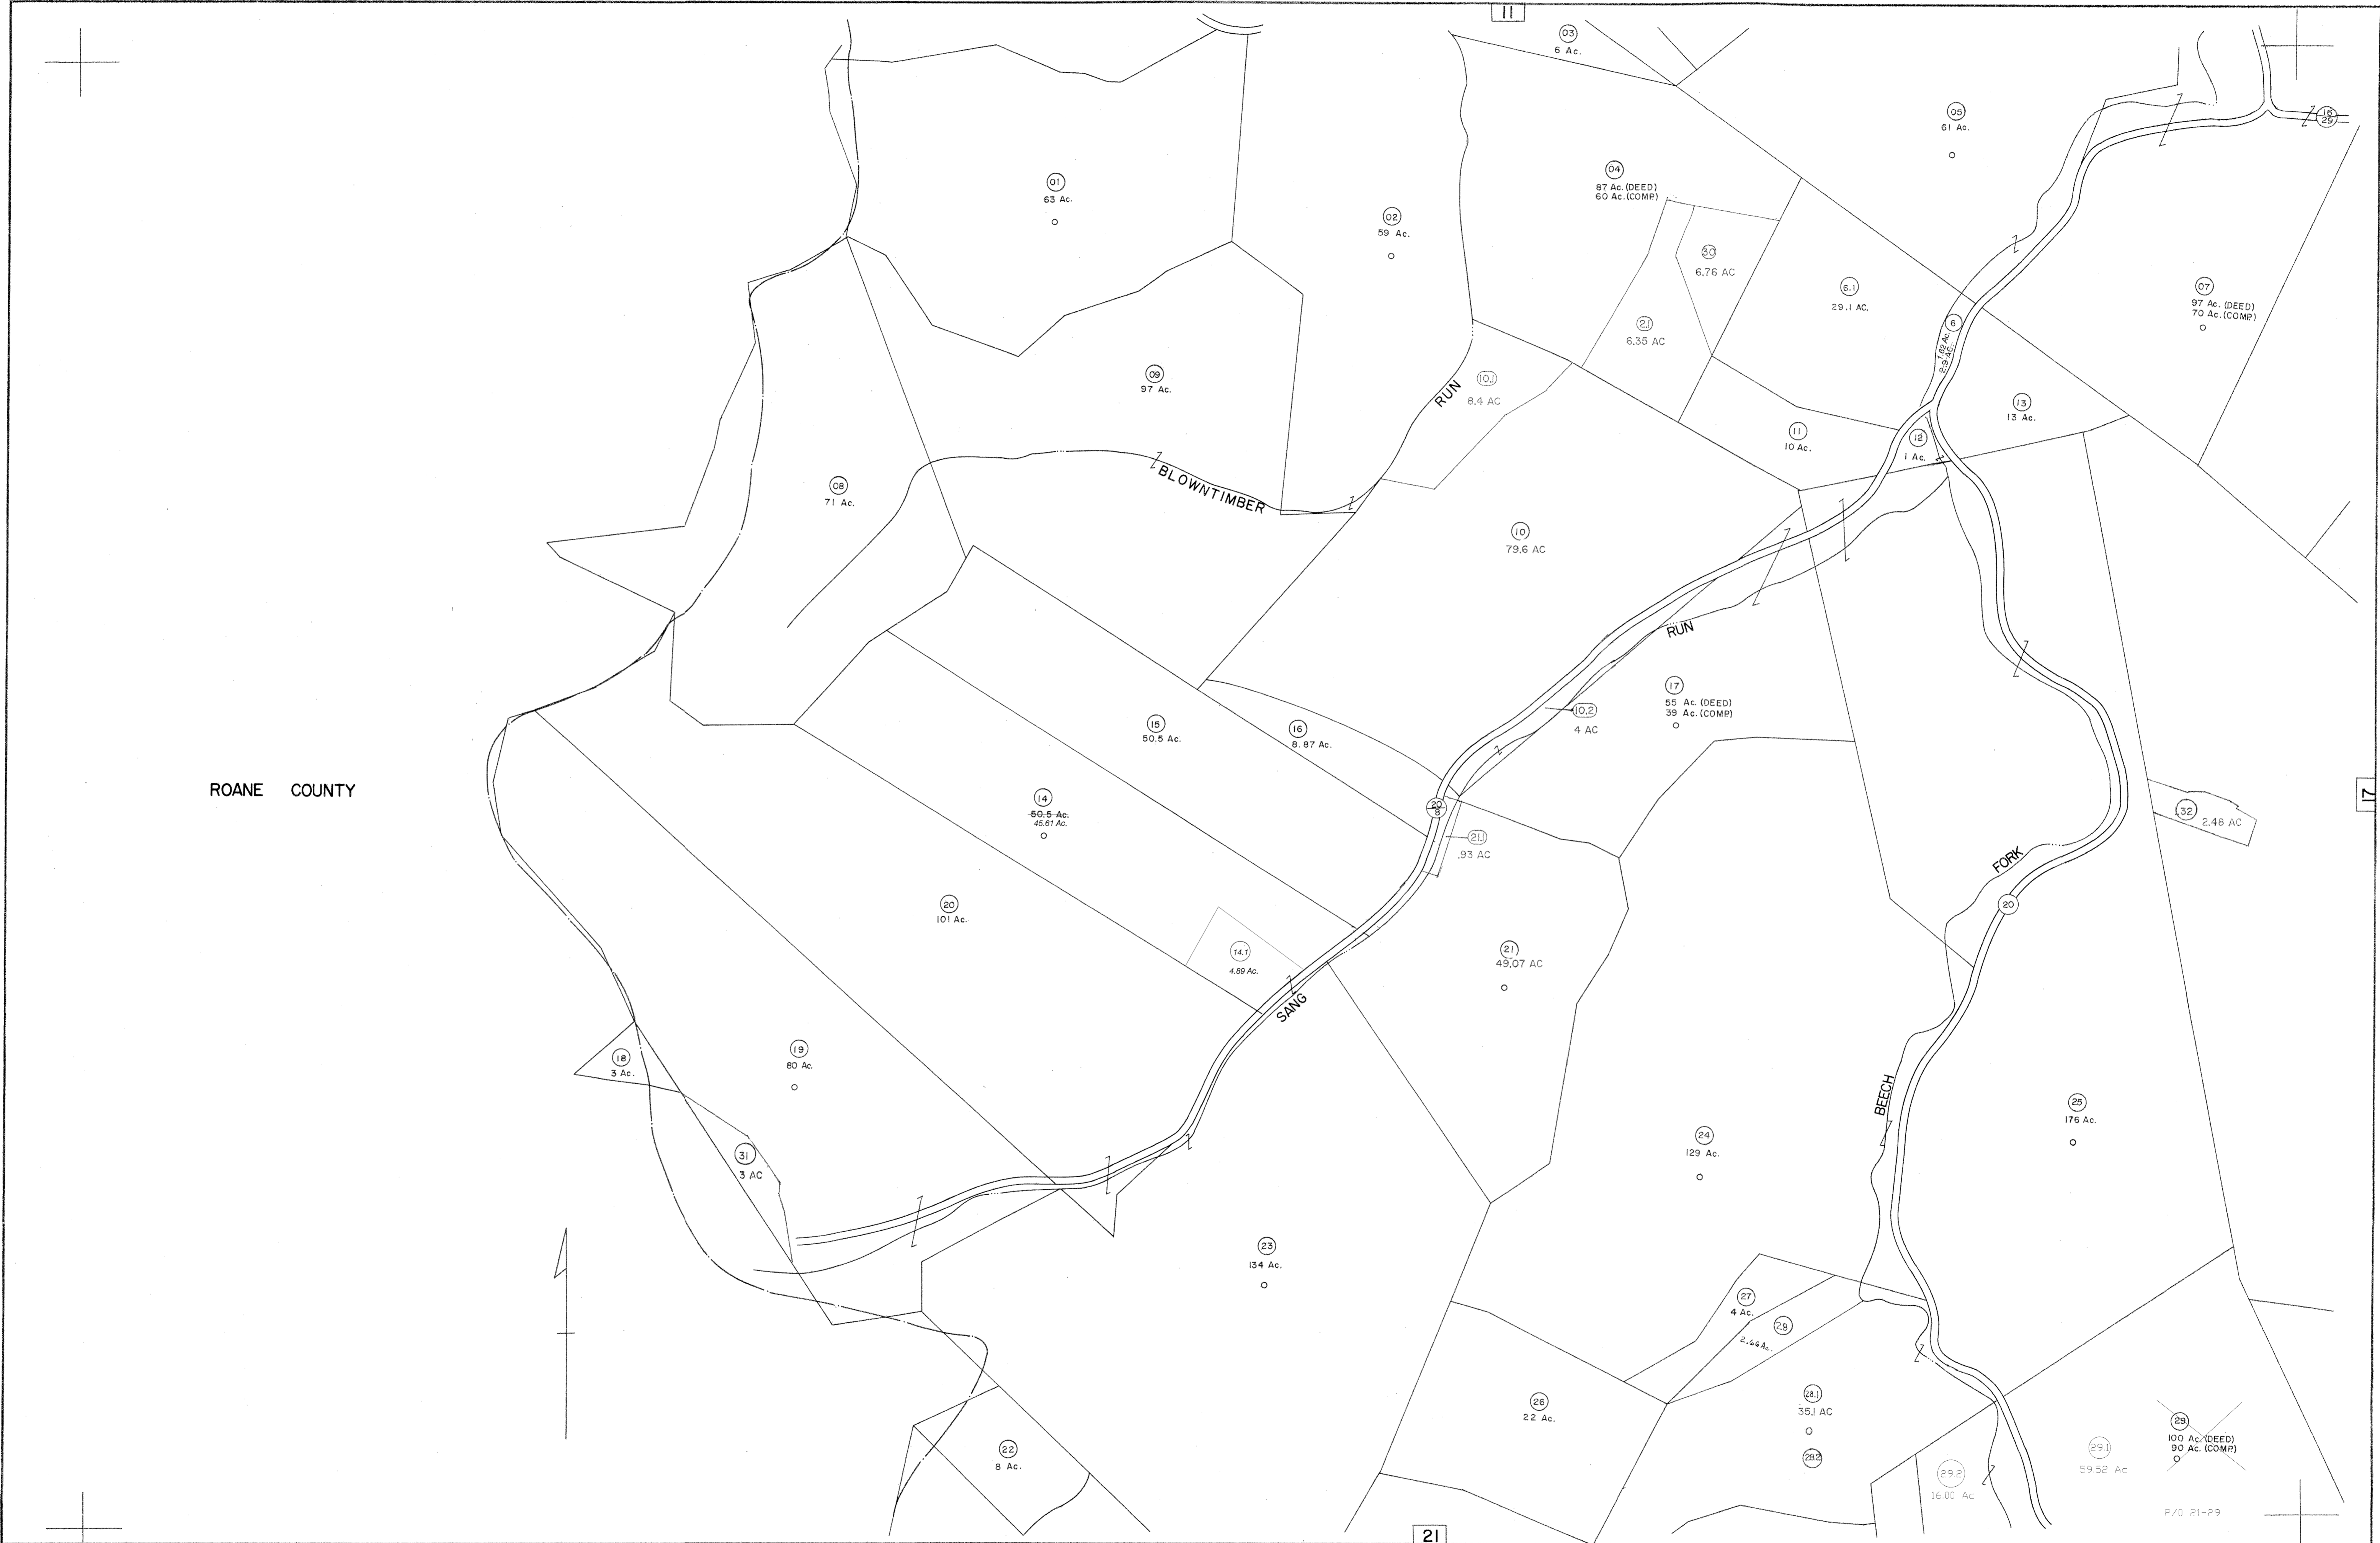 11
03
6 Ac.
05
61 Ac.
16
29
04
87 Ac. (DEED)
60 Ac. (COMP.)
01
63 Ac.
02
59 Ac.
30
6.76 AC
6.1
29.1 AC.
07
97 Ac. (DEED)
70 Ac. (COMP.)
2.1
6.35 AC
6
1.62 Ac.
2.9 AC.
09
97 Ac.
10.1
8.4 AC
RUN
13
13 Ac.
11
10 Ac.
12
1 Ac.
BLOWNTIMBER
08
71 Ac.
10
79.6 AC
RUN
17
55 Ac. (DEED)
39 Ac. (COMP.)
10.2
4 AC
15
50.5 Ac.
16
8.87 Ac.
ROANE COUNTY
17
14
50.5 Ac.
45.61 Ac.
20
8
32
2.48 AC
21.1
.93 AC
FORK
20
20
101 Ac.
14.1
4.89 Ac.
21
49.07 AC
SANG
18
3 Ac.
19
80 Ac.
BEECH
25
176 Ac.
24
129 Ac.
31
3 AC
23
134 Ac.
27
4 Ac.
28
2.44 Ac.
28.1
35.1 AC
28.2
26
22 Ac.
22
8 Ac.
29
100 Ac. (DEED)
90 Ac. (COMP.)
29.1
59.52 Ac
29.2
16.00 Ac
P/O 21-29
21